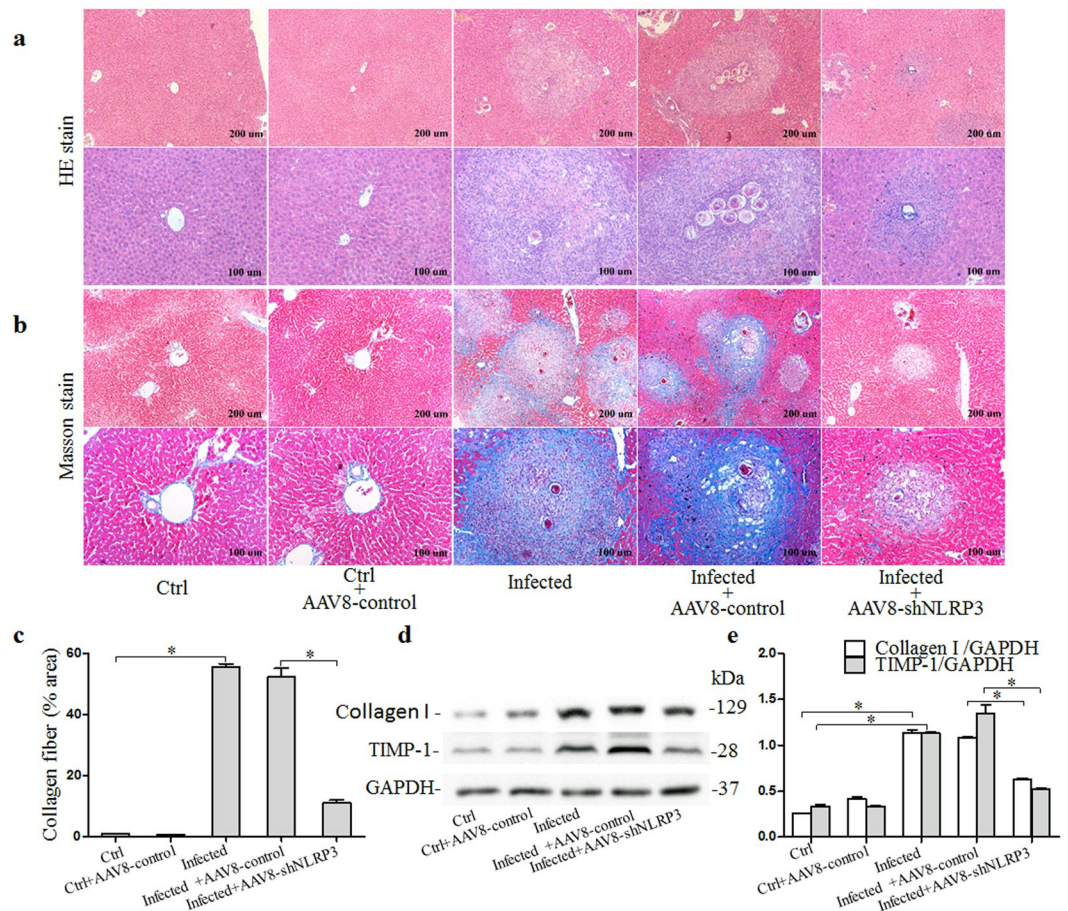 a
HE stain
200 um 200 um 200 um 200 um 200 um
100 um 100 um 100 um 100 um 100 um
b
Masson stain
200 um 200 um 200 um 200 um 200 um
100 um 100 um 100 um 100 um 100 um
Ctrl
Ctrl
+
AAV8-control
Infected
Infected
+
AAV8-control
Infected
+
AAV8-shNLRP3
c
Collagen fiber (% area)
60
40
20
0
*
*
Ctrl
Ctrl+AAV8-control
Infected
Infected +AAV8-control
Infected+AAV8-shNLRP3
d
kDa
Collagen I - -129
TIMP-1- -28
GAPDH- -37
Ctrl
Ctrl+AAV8-control
Infected
Infected +AAV8-control
Infected+AAV8-shNLRP3
e
Collagen I /GAPDH
TIMP-1/GAPDH
2.0
1.5
1.0
0.5
0.0
*
*
*
*
Ctrl
Ctrl+AAV8-control
Infected
Infected +AAV8-control
Infected+AAV8-shNLRP3